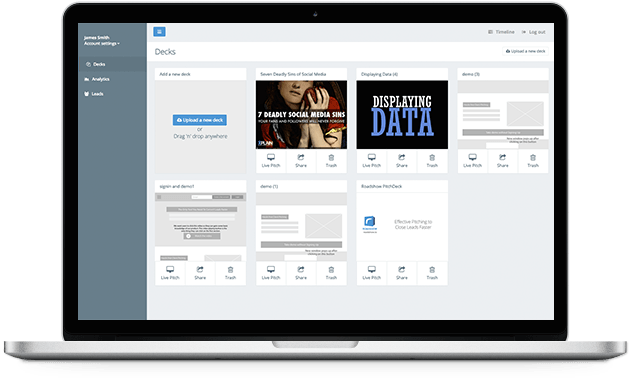 James Smith
Account settings
Timeline
Log out
Decks
Upload a new deck
Decks
Analytics
Leads
Add a new deck
Upload a new deck
or
Drag 'n' drop anywhere
Seven Deadly Sins of Social Media
7 DEADLY SOCIAL MEDIA SINS
YOUR FANS AND FOLLOWERS WILL NEVER FORGIVE
Live Pitch
Share
Trash
Displaying Data (4)
DISPLAYING
DATA
Live Pitch
Share
Trash
demo (3)
Live Pitch
Share
Trash
signin and demo?
Live Pitch
Share
Trash
demo (1)
Live Pitch
Share
Trash
Roadshow PitchDeck
Effective Pitching to
Close Leads Faster
Live Pitch
Share
Trash